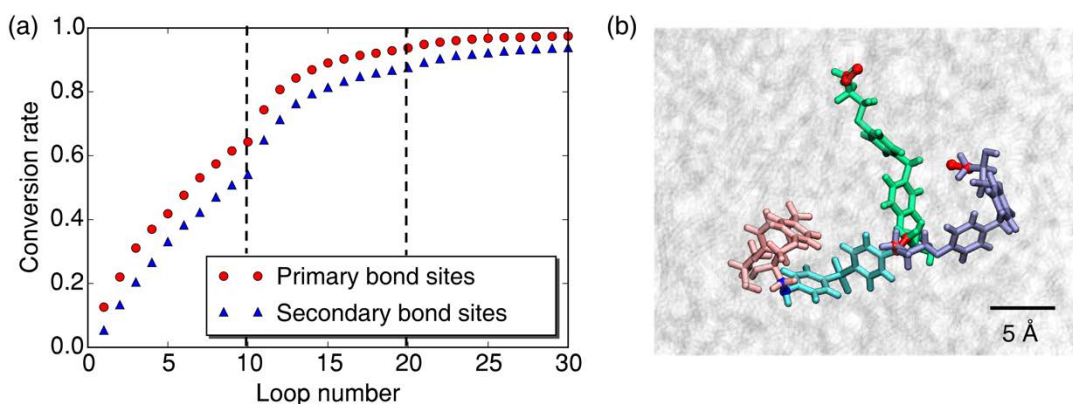 (a)
Conversion rate
1.0
0.8
0.6
0.4
0.2
0.0
Primary bond sites
Secondary bond sites
0 5 10 15 20 25 30
Loop number
(b)
5 Å